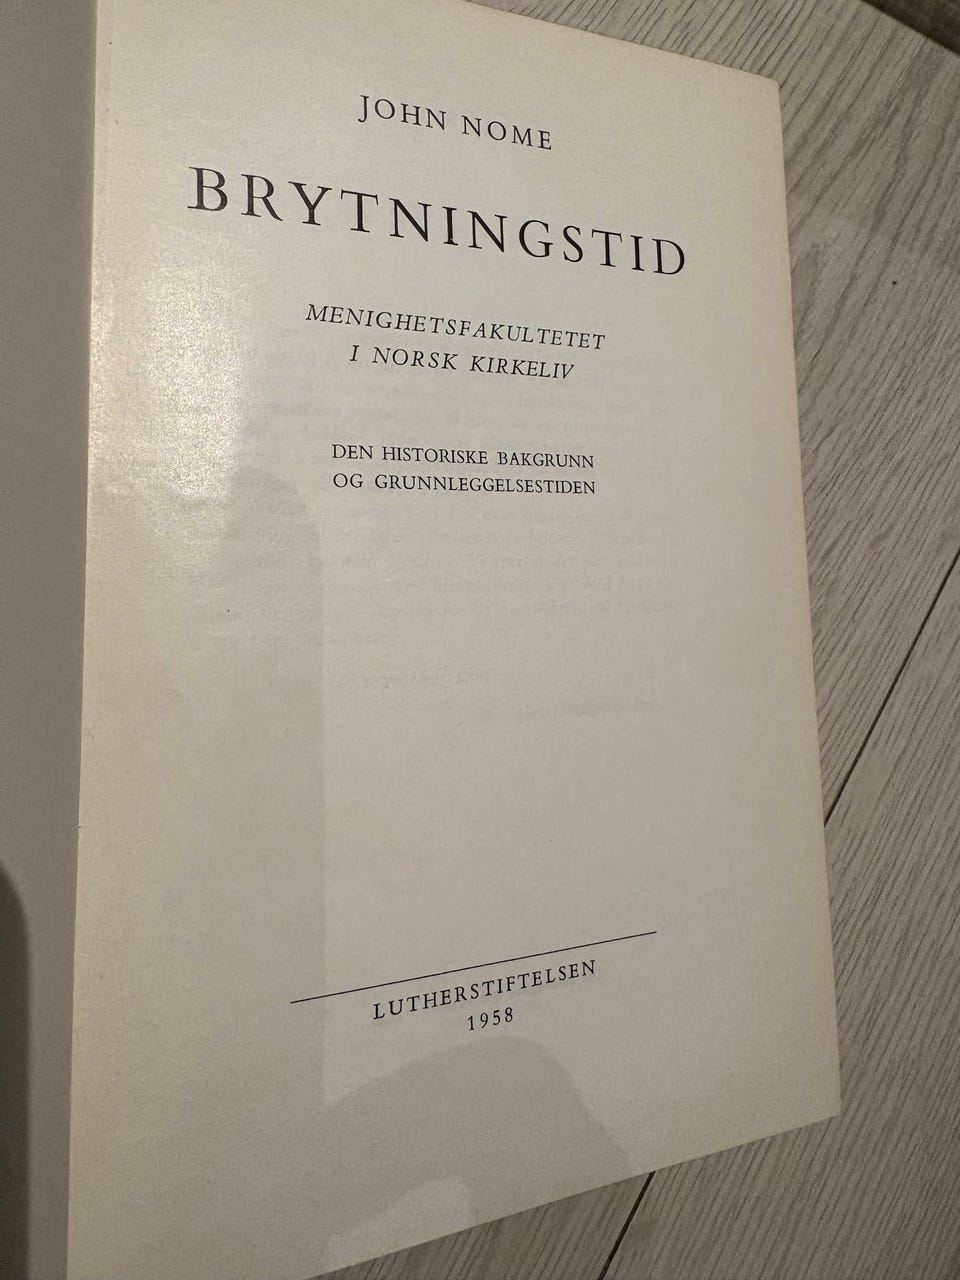 JOHN NOME
BRYTNINGSTID
MENIGHETSFAKULTETET
I NORSK KIRKELIV
DEN HISTORISKE BAKGRUNN
OG GRUNNLEGGELSESTIDEN
LUTHERSTIFTELSEN
1958